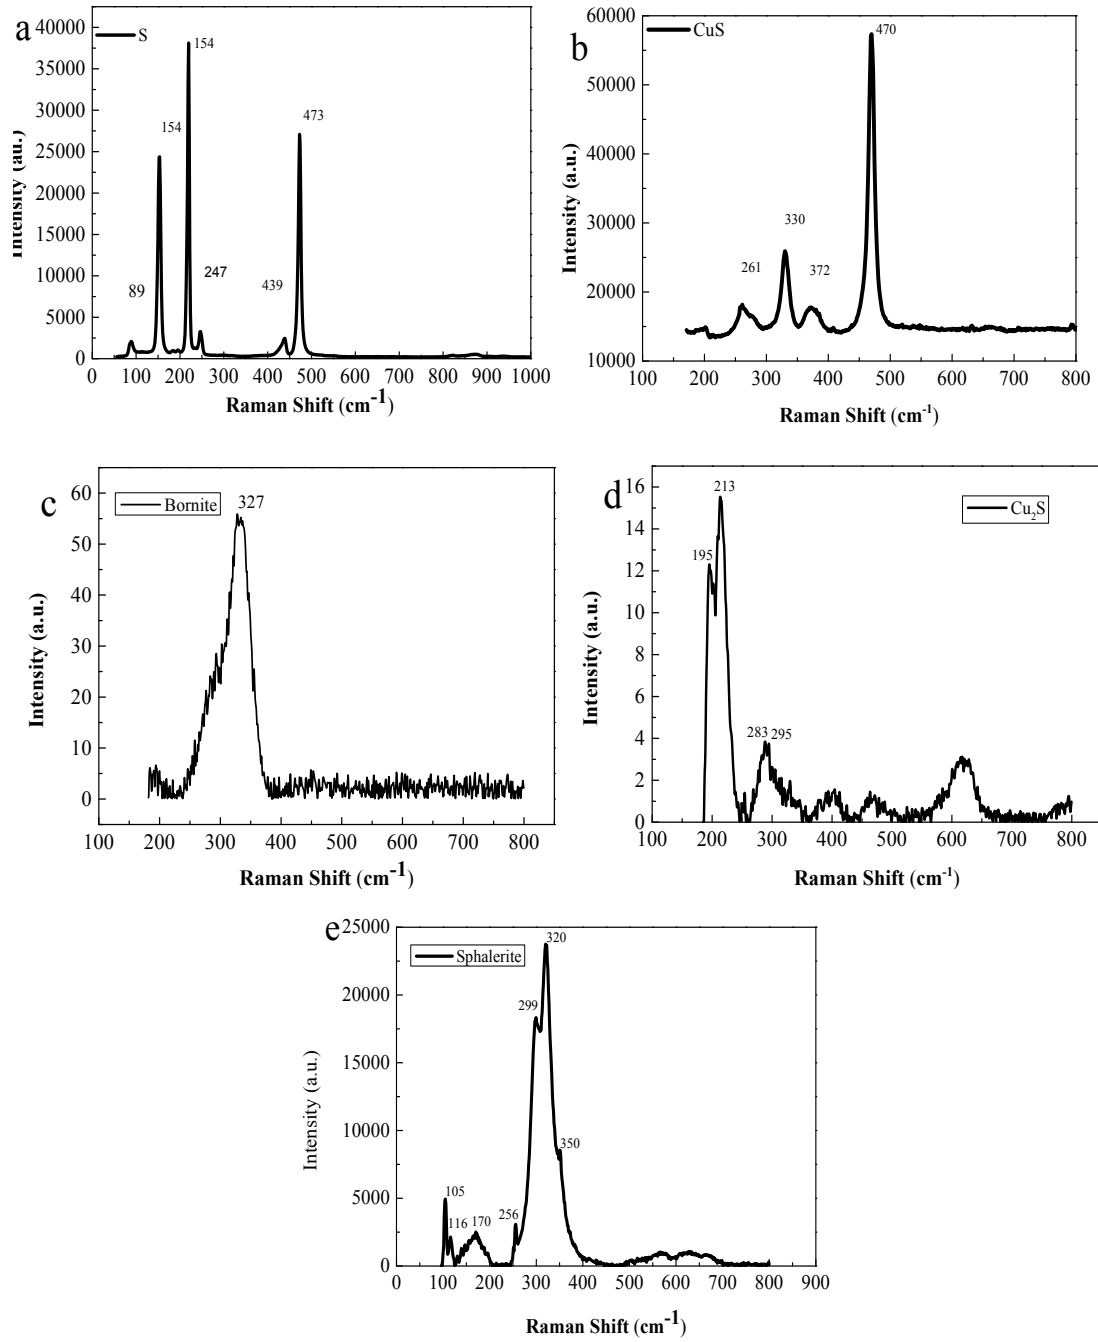 a
S
40000
35000
30000
25000
20000
15000
10000
5000
0
Intensity (au.)
154
154
473
89
247
439
0 100 200 300 400 500 600 700 800 900 1000
Raman Shift (cm-1)
b
CuS
60000
50000
40000
30000
20000
10000
Intensity (a.u.)
470
330
261
372
200 300 400 500 600 700 800
Raman Shift (cm-1)
c
Bornite
60
50
40
30
20
10
0
Intensity (a.u.)
327
100 200 300 400 500 600 700 800
Raman Shift (cm-1)
d
Cu2S
16
14
12
10
8
6
4
2
0
Intensity (a.u.)
213
195
283 295
100 200 300 400 500 600 700 800
Raman Shift (cm-1)
e
Sphalerite
25000
20000
15000
10000
5000
0
Intensity (a.u.)
320
299
350
105
116 170
256
0 100 200 300 400 500 600 700 800 900
Raman Shift (cm-1)